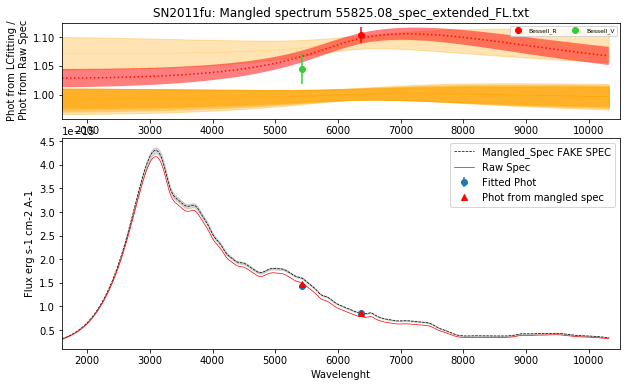 SN2011fu: Mangled spectrum 55825.08_spec_extended_FL.txt
Phot from LCfitting /
Phot from Raw Spec
1.10
1.05
1.00
Bessell_R
Bessell_V
2000 3000 4000 5000 6000 7000 8000 9000 10000
1e-15
Flux erg s-1 cm-2 A-1
4.5
4.0
3.5
3.0
2.5
2.0
1.5
1.0
0.5
Mangled_Spec FAKE SPEC
Raw Spec
Fitted Phot
Phot from mangled spec
2000 3000 4000 5000 6000 7000 8000 9000 10000
Wavelenght